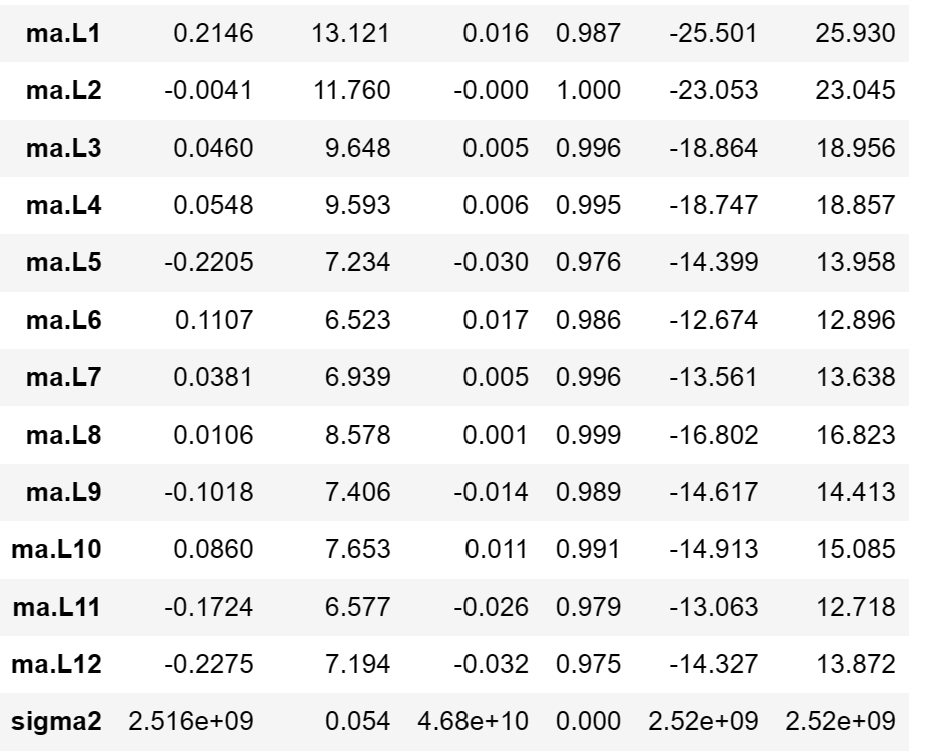 ma.L1 0.2146 13.121 0.016 0.987 -25.501 25.930
ma.L2 -0.0041 11.760 -0.000 1.000 -23.053 23.045
ma.L3 0.0460 9.648 0.005 0.996 -18.864 18.956
ma.L4 0.0548 9.593 0.006 0.995 -18.747 18.857
ma.L5 -0.2205 7.234 -0.030 0.976 -14.399 13.958
ma.L6 0.1107 6.523 0.017 0.986 -12.674 12.896
ma.L7 0.0381 6.939 0.005 0.996 -13.561 13.638
ma.L8 0.0106 8.578 0.001 0.999 -16.802 16.823
ma.L9 -0.1018 7.406 -0.014 0.989 -14.617 14.413
ma.L10 0.0860 7.653 0.011 0.991 -14.913 15.085
ma.L11 -0.1724 6.577 -0.026 0.979 -13.063 12.718
ma.L12 -0.2275 7.194 -0.032 0.975 -14.327 13.872
sigma2 2.516e+09 0.054 4.68e+10 0.000 2.52e+09 2.52e+09